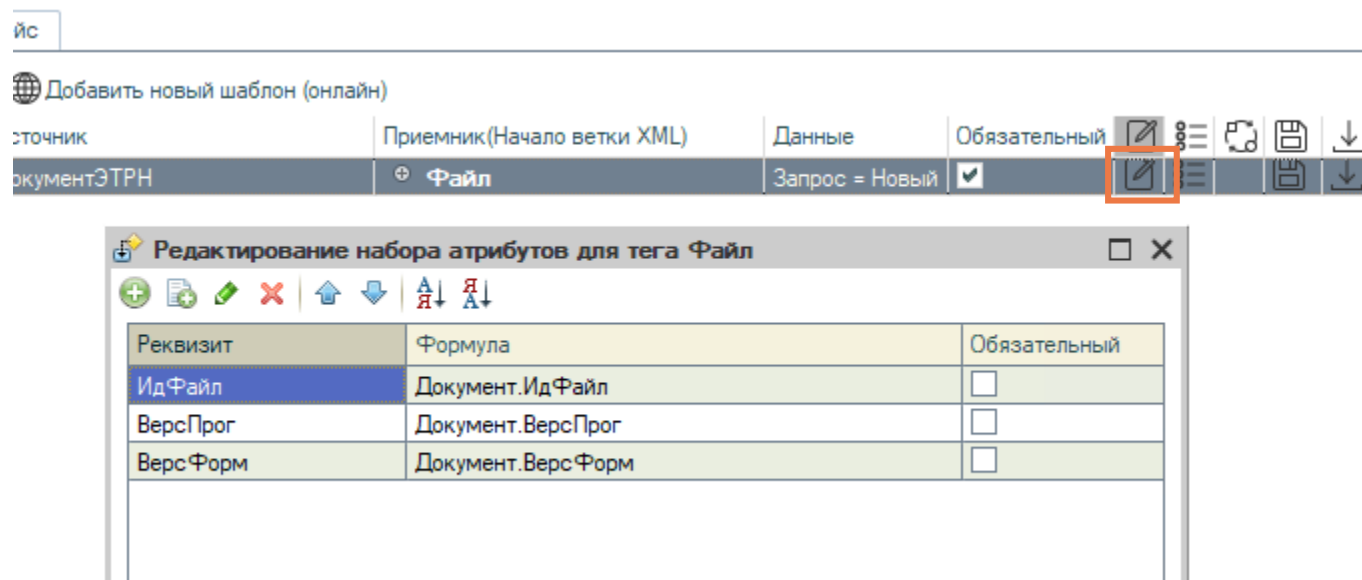 йс
Добавить новый шаблон (онлайн)
сточник Приемник(Начало ветки XML) Данные Обязательный
окументЭТРН Файл Запрос = Новый
Редактирование набора атрибутов для тега Файл
Реквизит Формула Обязательный
ИдФайл Документ.ИдФайл
ВерсПрог Документ.ВерсПрог
ВерсФорм Документ.ВерсФорм